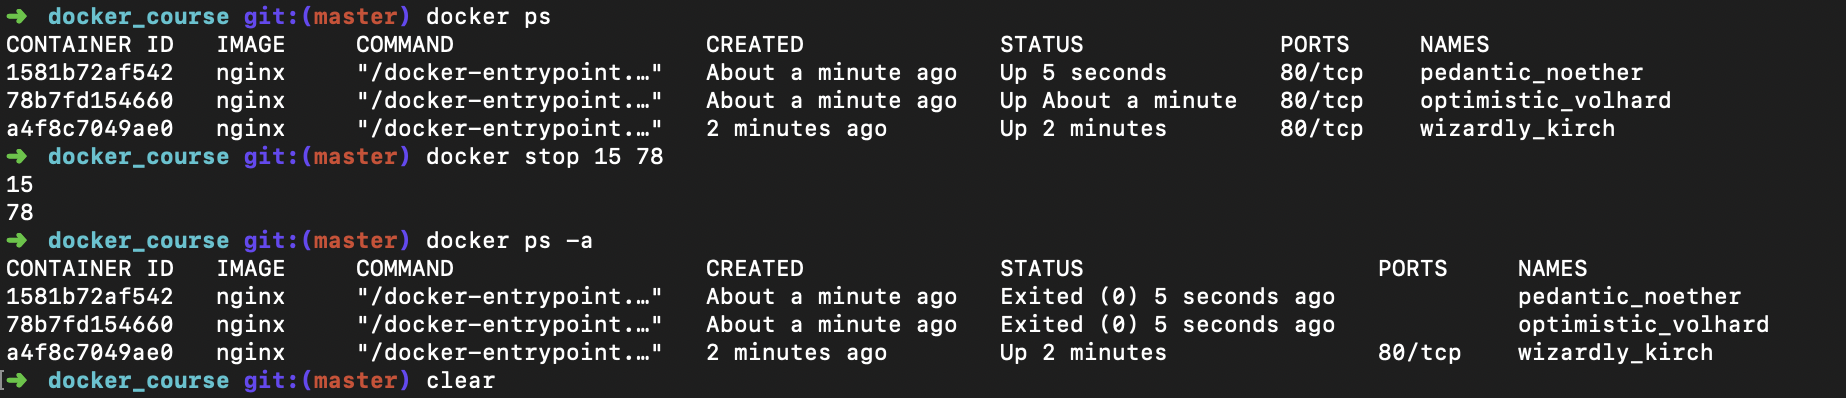 ➜  docker_course git:(master) docker ps
CONTAINER ID   IMAGE     COMMAND                  CREATED              STATUS              PORTS     NAMES
1581b72af542   nginx     "/docker-entrypoint.…"   About a minute ago   Up 5 seconds        80/tcp    pedantic_noether
78b7fd154660   nginx     "/docker-entrypoint.…"   About a minute ago   Up About a minute   80/tcp    optimistic_volhard
a4f8c7049ae0   nginx     "/docker-entrypoint.…"   2 minutes ago        Up 2 minutes        80/tcp    wizardly_kirch
➜  docker_course git:(master) docker stop 15 78
15
78
➜  docker_course git:(master) docker ps -a
CONTAINER ID   IMAGE     COMMAND                  CREATED              STATUS                     PORTS     NAMES
1581b72af542   nginx     "/docker-entrypoint.…"   About a minute ago   Exited (0) 5 seconds ago             pedantic_noether
78b7fd154660   nginx     "/docker-entrypoint.…"   About a minute ago   Exited (0) 5 seconds ago             optimistic_volhard
a4f8c7049ae0   nginx     "/docker-entrypoint.…"   2 minutes ago        Up 2 minutes               80/tcp    wizardly_kirch
➜  docker_course git:(master) clear